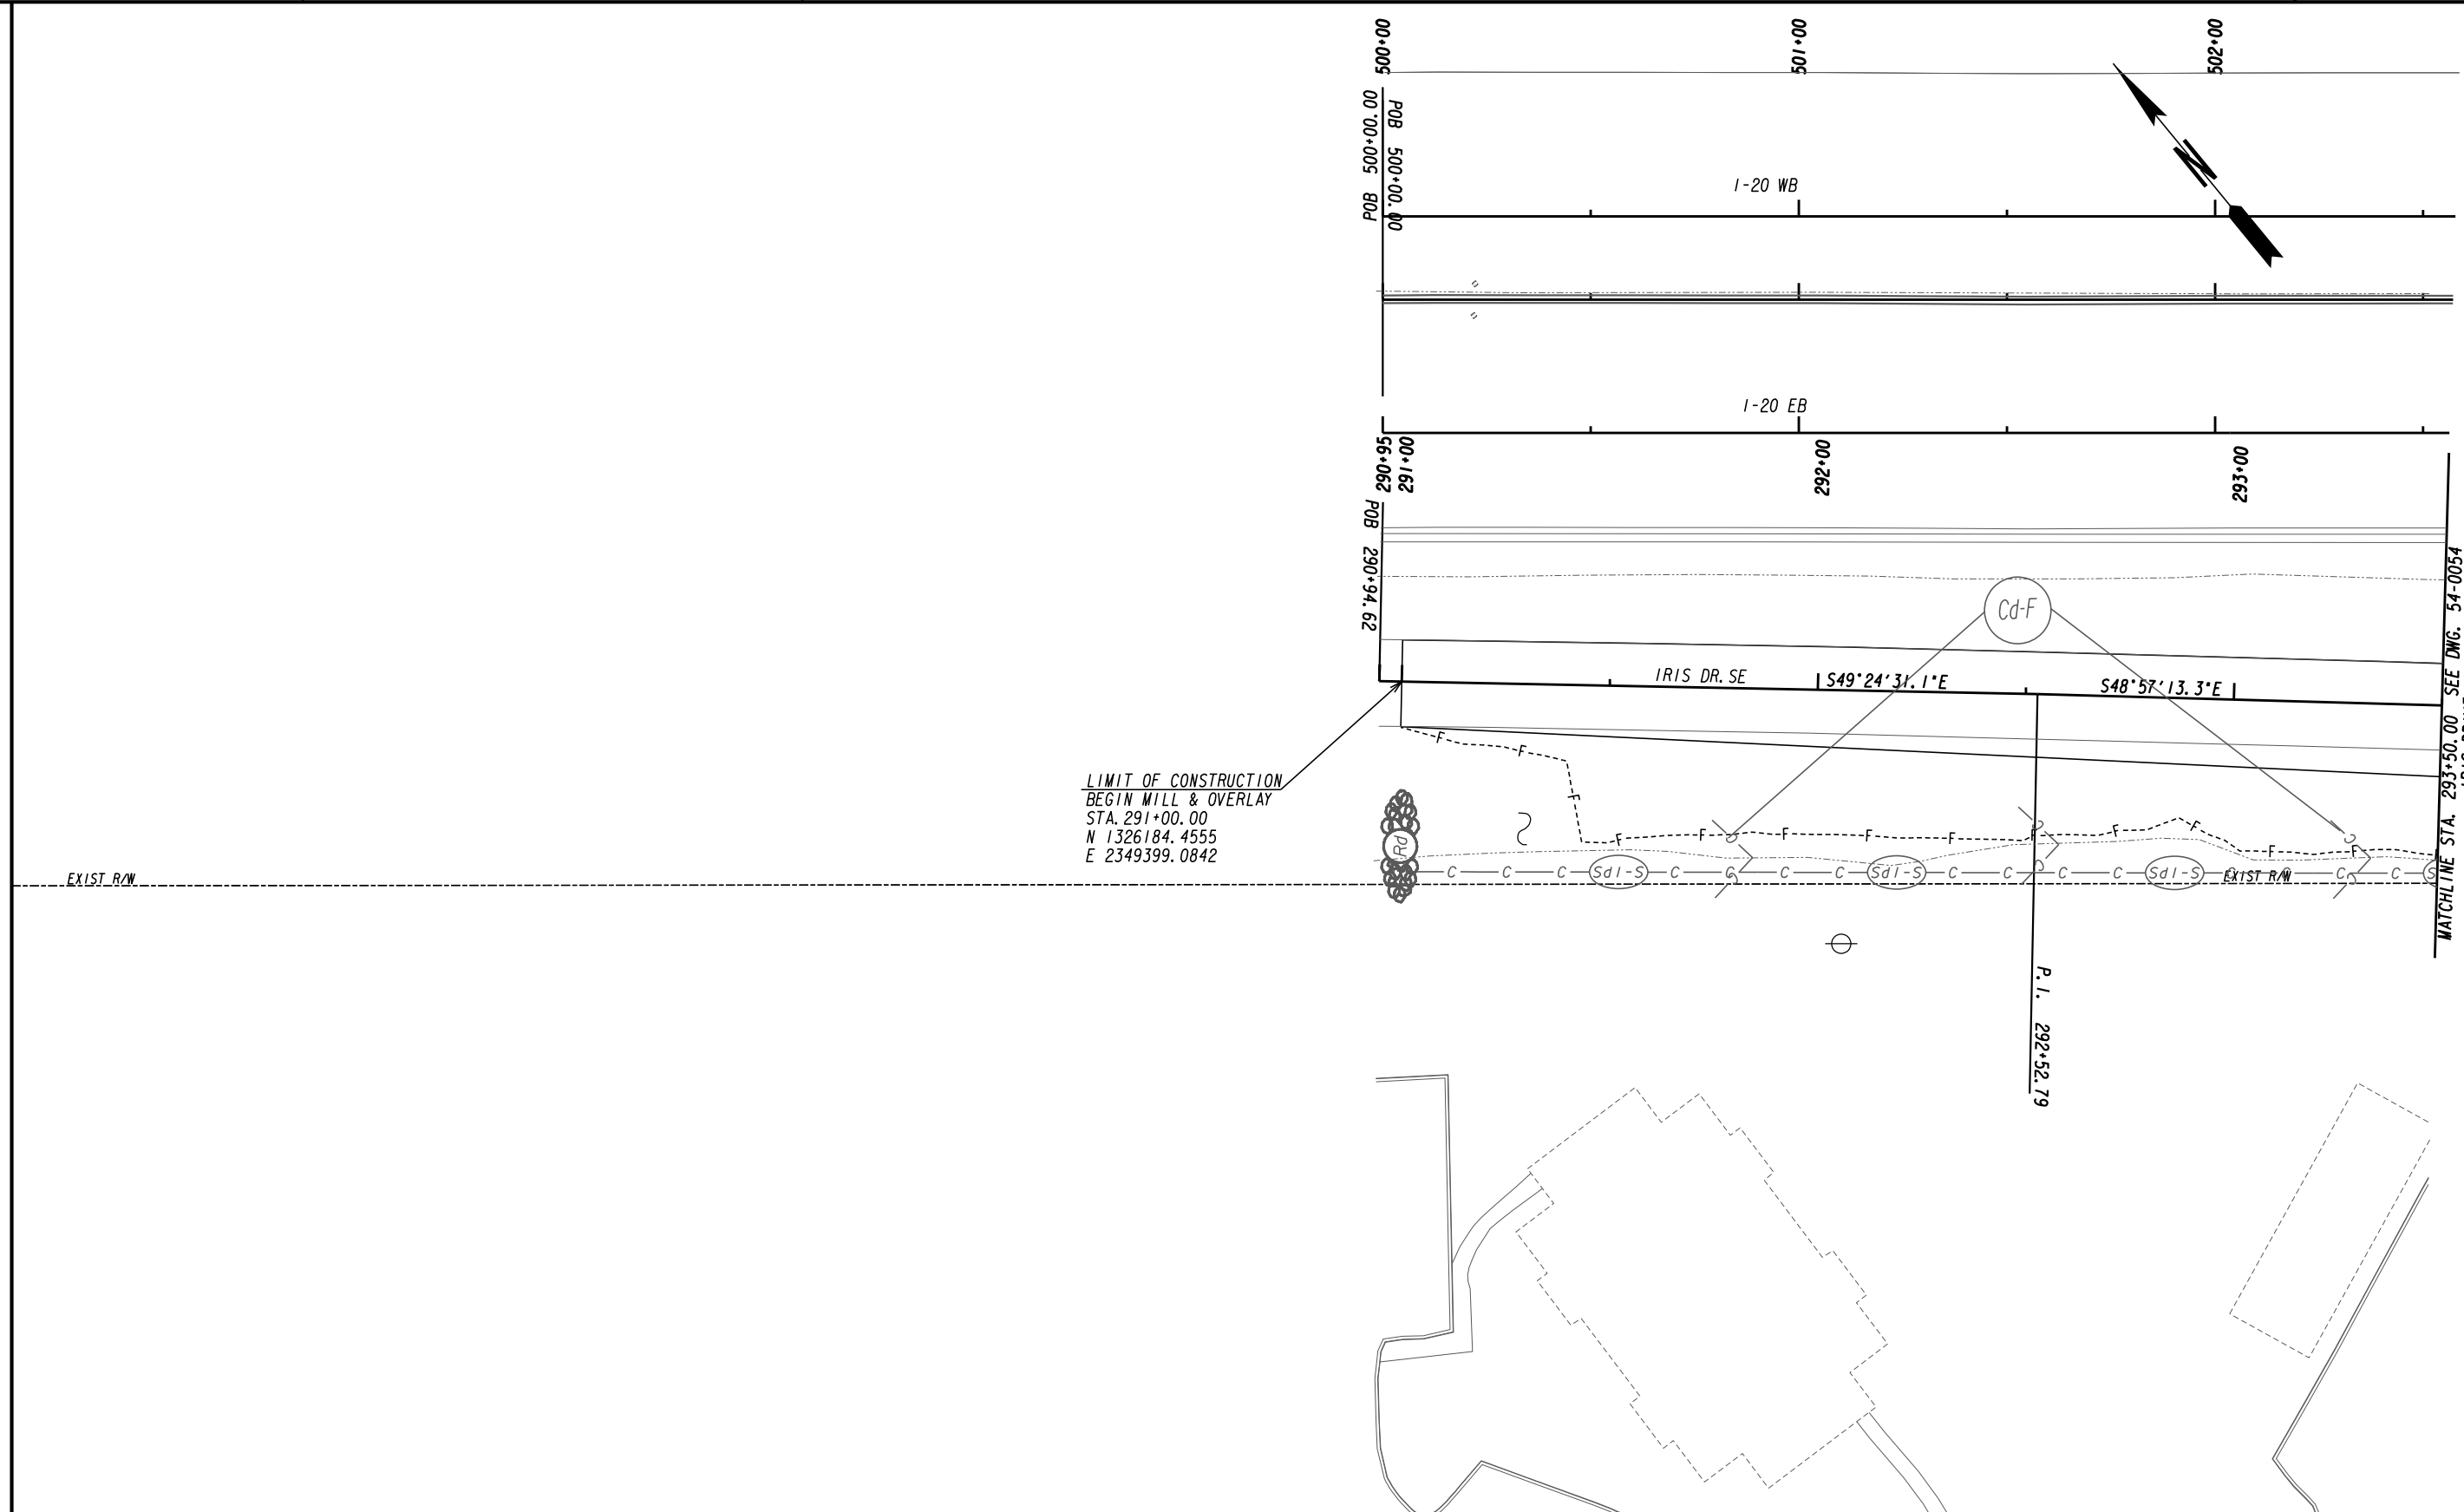 500+00
501+00
502+00
POB 500+00.00
POB 500+00.00
N
I-20 WB
I-20 EB
290+95
291+00
292+00
293+00
POB 290+94.62
Cd-F
IRIS DR. SE
S49°24'31.1"E
S48°57'13.3"E
MATCHLINE STA. 293+50.00 SEE DWG. 54-0054
F F F F F F F F F F F F F
LIMIT OF CONSTRUCTION
BEGIN MILL & OVERLAY
STA. 291+00.00
N 1326184.4555
E 2349399.0842
Rd
C C C Sd1-S C C C C Sd1-S C C C C Sd1-S C C C C
EXIST R/W
EXIST R/W
P.I. 292+52.79